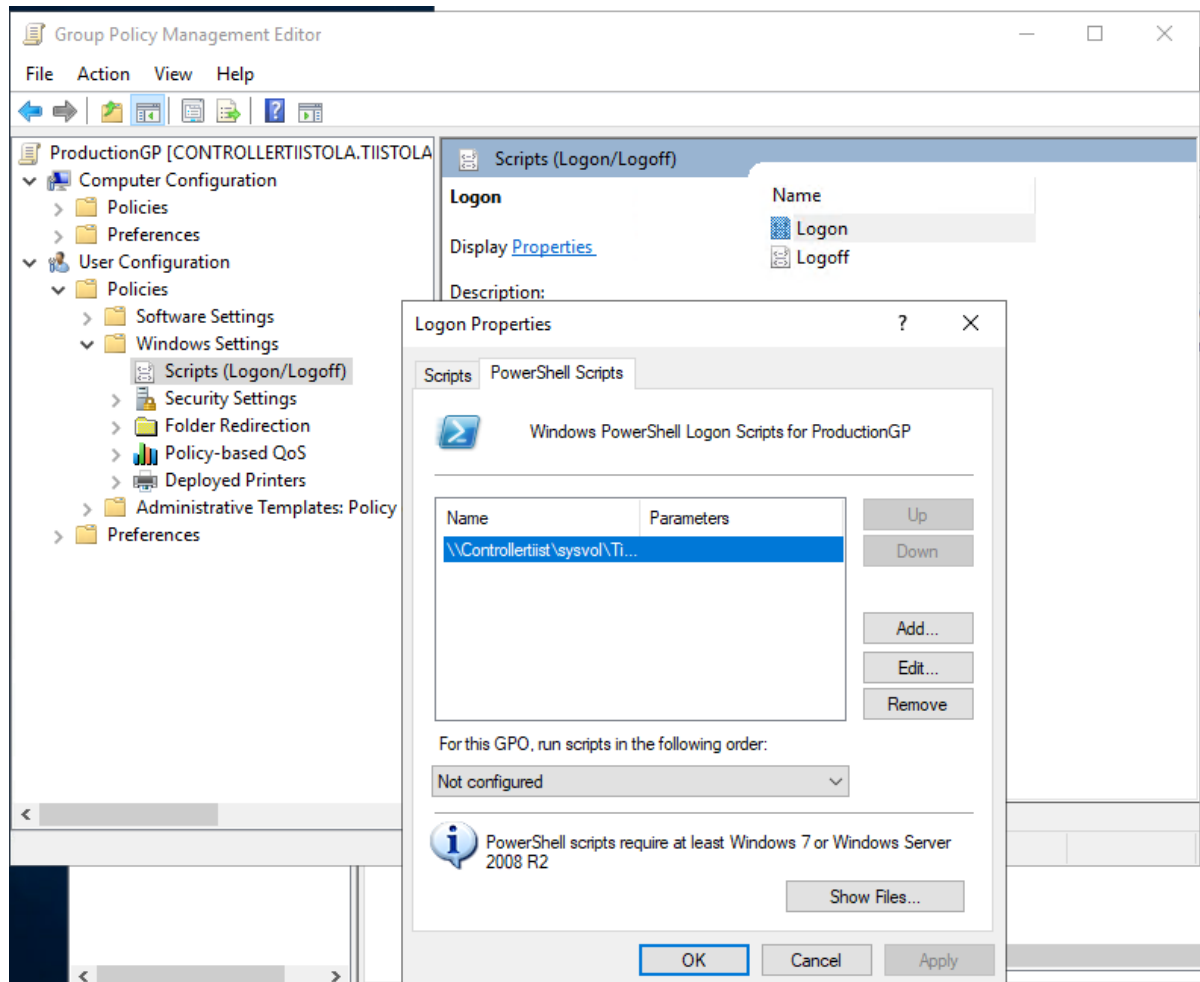 Group Policy Management Editor
File Action View Help
ProductionGP [CONTROLLERTIISTOLA.TIISTOLA
Computer Configuration
Policies
Preferences
User Configuration
Policies
Software Settings
Windows Settings
Scripts (Logon/Logoff)
Security Settings
Folder Redirection
Policy-based QoS
Deployed Printers
Administrative Templates: Policy
Preferences
Scripts (Logon/Logoff)
Logon
Display Properties
Description:
Name
Logon
Logoff
Logon Properties
Scripts PowerShell Scripts
Windows PowerShell Logon Scripts for ProductionGP
Name Parameters
\\Controllertiist\sysvol\Ti...
Up
Down
Add...
Edit...
Remove
For this GPO, run scripts in the following order:
Not configured
PowerShell scripts require at least Windows 7 or Windows Server
2008 R2
Show Files...
OK Cancel Apply